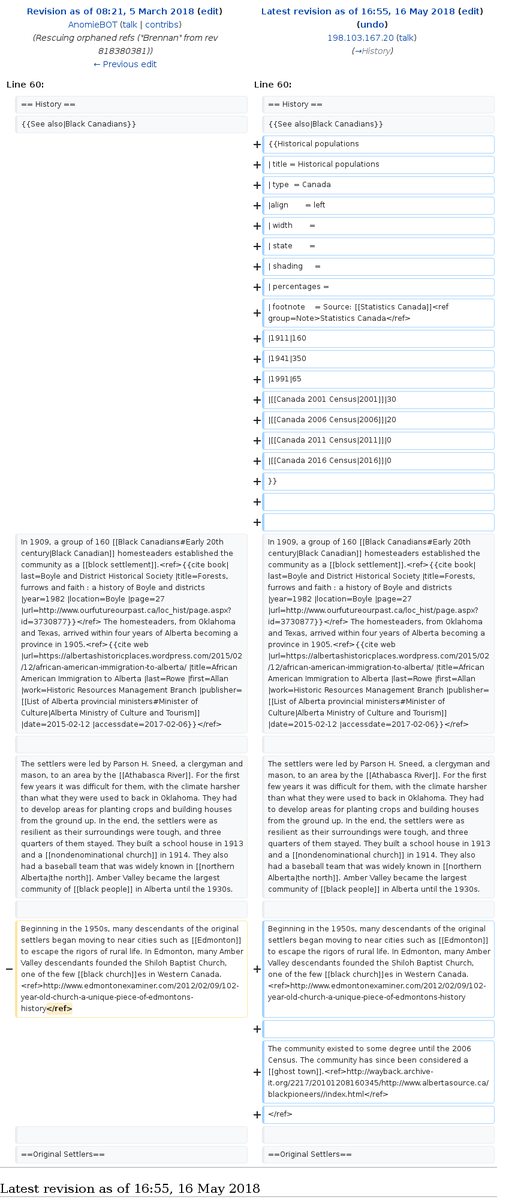 Revision as of 08:21, 5 March 2018 (edit)
AnomieBOT (talk | contribs)
(Rescuing orphaned refs ("Brennan" from rev
818380381))
← Previous edit
Latest revision as of 16:55, 16 May 2018 (edit)
(undo)
198.103.167.20 (talk)
(→History)
Line 60:
Line 60:
== History ==
== History ==
{{See also|Black Canadians}}
{{See also|Black Canadians}}
+ {{Historical populations
+ | title = Historical populations
+ | type = Canada
+ |align = left
+ | width =
+ | state =
+ | shading =
+ | percentages =
+ | footnote = Source: [[Statistics Canada]]<ref
group=Note>Statistics Canada</ref>
+ |1911|160
+ |1941|350
+ |1991|65
+ |[[Canada 2001 Census|2001]]|30
+ |[[Canada 2006 Census|2006]]|20
+ |[[Canada 2011 Census|2011]]|0
+ |[[Canada 2016 Census|2016]]|0
+ }}
+
+
In 1909, a group of 160 [[Black Canadians#Early 20th
century|Black Canadian]] homesteaders established the
community as a [[block settlement]].<ref>{{cite book|
last=Boyle and District Historical Society |title=Forests,
furrows and faith : a history of Boyle and districts
|year=1982 |location=Boyle |page=27
|url=http://www.ourfutureourpast.ca/loc_hist/page.aspx?
id=3730877}}</ref> The homesteaders, from Oklahoma
and Texas, arrived within four years of Alberta becoming a
province in 1905.<ref>{{cite web
|url=https://albertashistoricplaces.wordpress.com/2015/02
/12/african-american-immigration-to-alberta/ |title=African
American Immigration to Alberta |last=Rowe |first=Allan
|work=Historic Resources Management Branch |publisher=
[[List of Alberta provincial ministers#Minister of
Culture|Alberta Ministry of Culture and Tourism]]
|date=2015-02-12 |accessdate=2017-02-06}}</ref>
In 1909, a group of 160 [[Black Canadians#Early 20th
century|Black Canadian]] homesteaders established the
community as a [[block settlement]].<ref>{{cite book|
last=Boyle and District Historical Society |title=Forests,
furrows and faith : a history of Boyle and districts
|year=1982 |location=Boyle |page=27
|url=http://www.ourfutureourpast.ca/loc_hist/page.aspx?
id=3730877}}</ref> The homesteaders, from Oklahoma
and Texas, arrived within four years of Alberta becoming a
province in 1905.<ref>{{cite web
|url=https://albertashistoricplaces.wordpress.com/2015/02
/12/african-american-immigration-to-alberta/ |title=African
American Immigration to Alberta |last=Rowe |first=Allan
|work=Historic Resources Management Branch |publisher=
[[List of Alberta provincial ministers#Minister of
Culture|Alberta Ministry of Culture and Tourism]]
|date=2015-02-12 |accessdate=2017-02-06}}</ref>
The settlers were led by Parson H. Sneed, a clergyman and
mason, to an area by the [[Athabasca River]]. For the first
few years it was difficult for them, with the climate harsher
than what they were used to back in Oklahoma. They had
to develop areas for planting crops and building houses
from the ground up. In the end, the settlers were as
resilient as their surroundings were tough, and three
quarters of them stayed. They built a school house in 1913
and a [[nondenominational church]] in 1914. They also
had a baseball team that was widely known in [[northern
Alberta|the north]]. Amber Valley became the largest
community of [[black people]] in Alberta until the 1930s.
The settlers were led by Parson H. Sneed, a clergyman and
mason, to an area by the [[Athabasca River]]. For the first
few years it was difficult for them, with the climate harsher
than what they were used to back in Oklahoma. They had
to develop areas for planting crops and building houses
from the ground up. In the end, the settlers were as
resilient as their surroundings were tough, and three
quarters of them stayed. They built a school house in 1913
and a [[nondenominational church]] in 1914. They also
had a baseball team that was widely known in [[northern
Alberta|the north]]. Amber Valley became the largest
community of [[black people]] in Alberta until the 1930s.
− Beginning in the 1950s, many descendants of the original
settlers began moving to near cities such as [[Edmonton]]
to escape the rigors of rural life. In Edmonton, many Amber
Valley descendants founded the Shiloh Baptist Church,
one of the few [[black church]]es in Western Canada.
<ref>http://www.edmontonexaminer.com/2012/02/09/102-
year-old-church-a-unique-piece-of-edmontons-
history</ref>
+ Beginning in the 1950s, many descendants of the original
settlers began moving to near cities such as [[Edmonton]]
to escape the rigors of rural life. In Edmonton, many Amber
Valley descendants founded the Shiloh Baptist Church,
one of the few [[black church]]es in Western Canada.
<ref>http://www.edmontonexaminer.com/2012/02/09/102-
year-old-church-a-unique-piece-of-edmontons-history
+
+ The community existed to some degree until the 2006
Census. The community has since been considered a
[[ghost town]].<ref>http://wayback.archive-
it.org/2217/20101208160345/http://www.albertasource.ca/
blackpioneers//index.html</ref>
+ </ref>
==Original Settlers==
==Original Settlers==
Latest revision as of 16:55, 16 May 2018